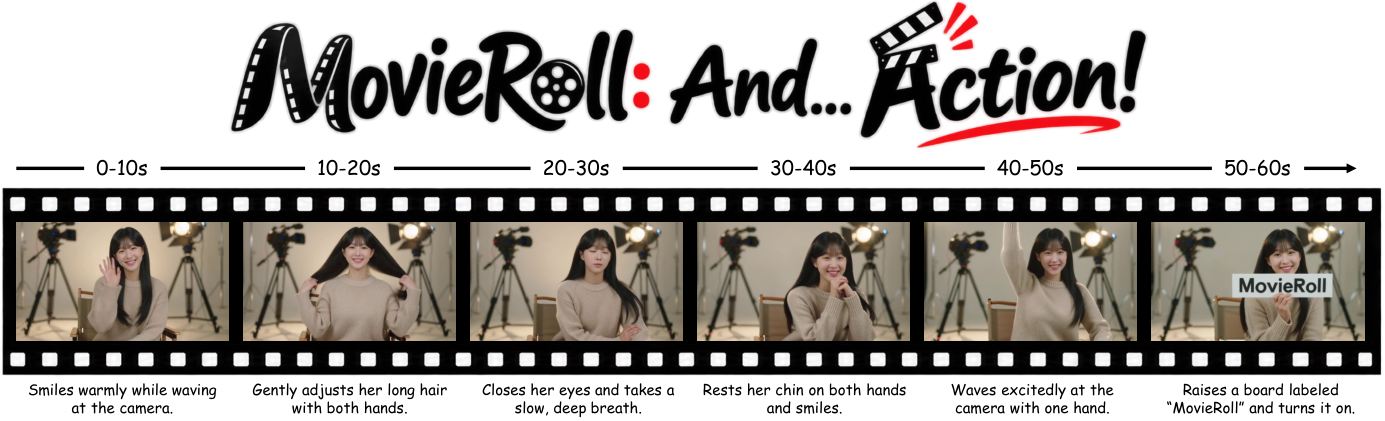 MovieRoll: And... Action!
0-10s 10-20s 20-30s 30-40s 40-50s 50-60s
MovieRoll
Smiles warmly while waving
at the camera.
Gently adjusts her long hair
with both hands.
Closes her eyes and takes a
slow, deep breath.
Rests her chin on both hands
and smiles.
Waves excitedly at the
camera with one hand.
Raises a board labeled
“MovieRoll” and turns it on.